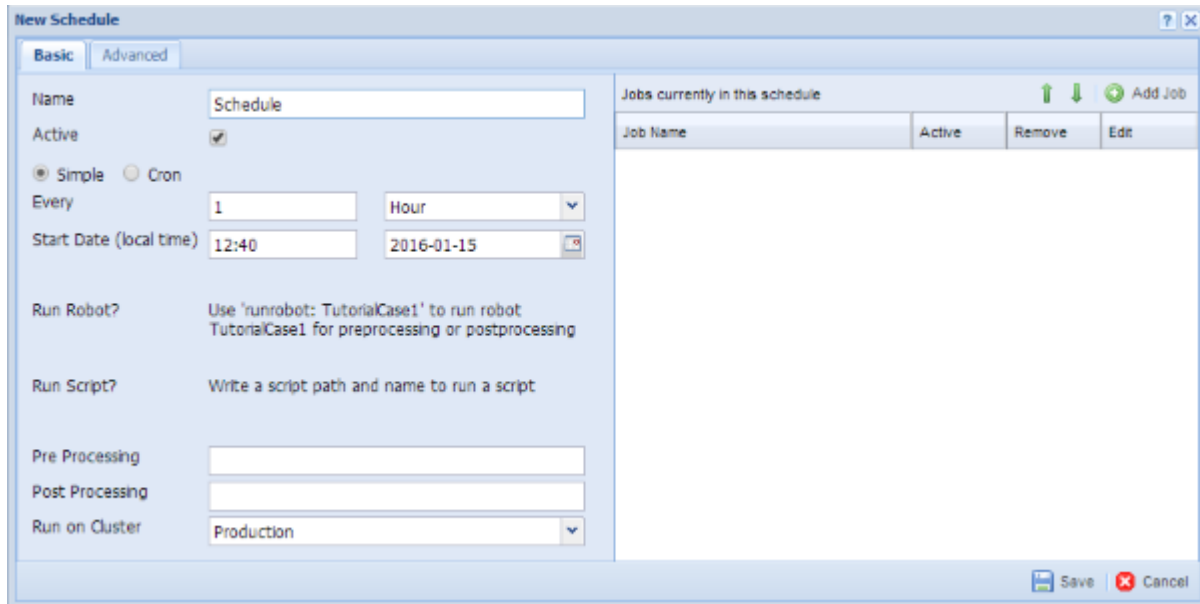 New Schedule
Basic Advanced
Name Schedule
Active
Simple Cron
Every 1 Hour
Start Date (local time) 12:40 2016-01-15
Run Robot? Use 'runrobot: TutorialCase1' to run robot
TutorialCase1 for preprocessing or postprocessing
Run Script? Write a script path and name to run a script
Pre Processing
Post Processing
Run on Cluster Production
Jobs currently in this schedule Add Job
Job Name Active Remove Edit
Save Cancel